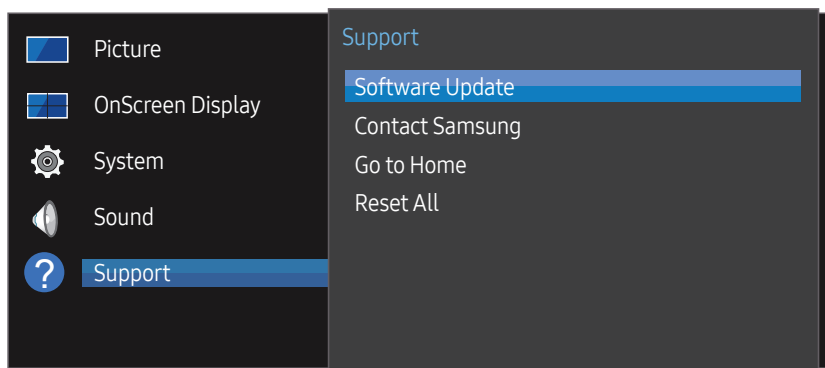 Picture
OnScreen Display
System
Sound
?
Support
Support
Software Update
Contact Samsung
Go to Home
Reset All